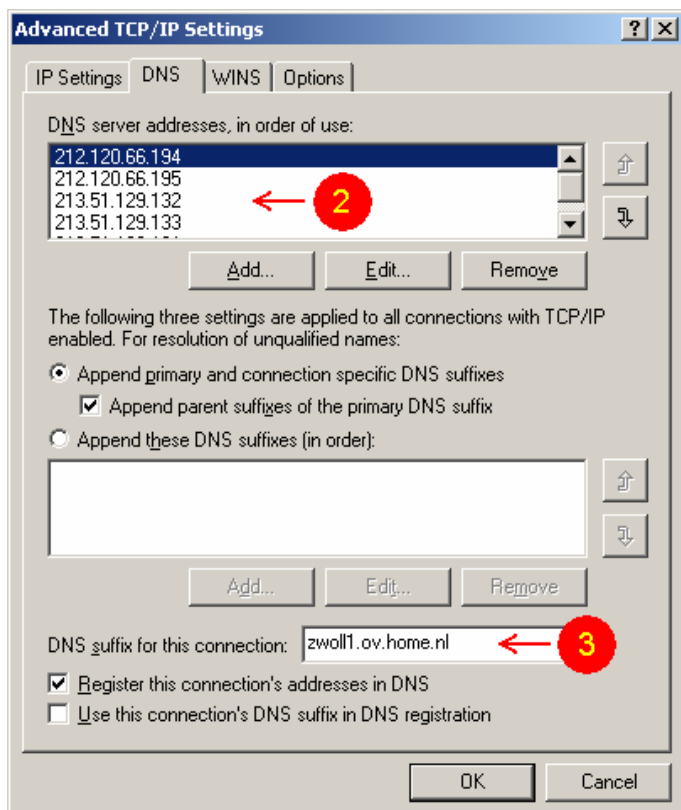 Advanced TCP/IP Settings
IP Settings DNS WINS Options
DNS server addresses, in order of use:
212.120.66.194
212.120.66.195
213.51.129.132
213.51.129.133
2
Add... Edit... Remove
The following three settings are applied to all connections with TCP/IP
enabled. For resolution of unqualified names:
Append primary and connection specific DNS suffixes
Append parent suffixes of the primary DNS suffix
Append these DNS suffixes (in order):
Add... Edit... Remove
DNS suffix for this connection: zwoll1.ov.home.nl 3
Register this connection's addresses in DNS
Use this connection's DNS suffix in DNS registration
OK Cancel